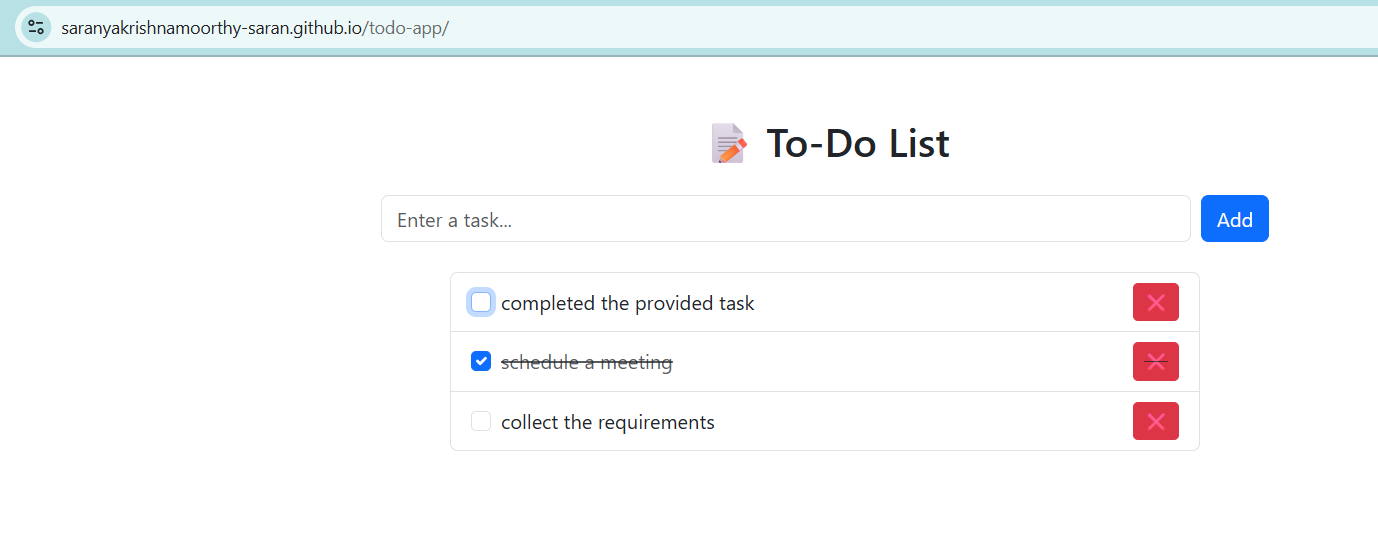 saranyakrishnamoorthy-saran.github.io/todo-app/
To-Do List
Enter a task...
Add
completed the provided task
schedule a meeting
collect the requirements